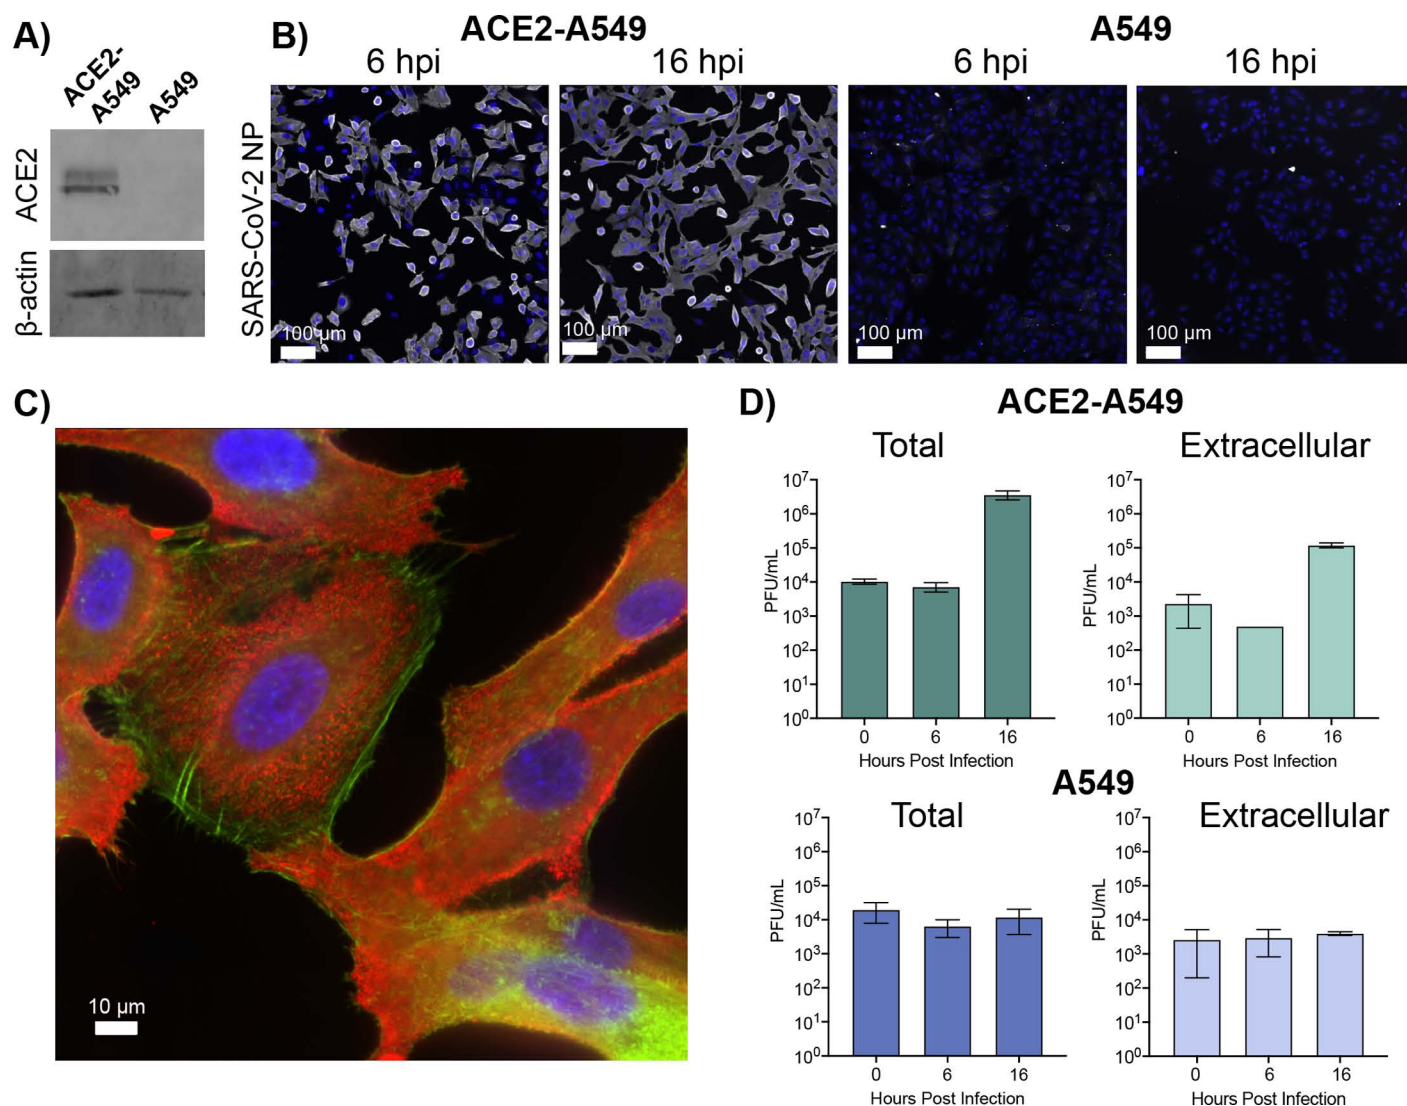 A)
ACE2-
A549
A549
ACE2
β-actin
B)
ACE2-A549
A549
6 hpi
16 hpi
6 hpi
16 hpi
SARS-CoV-2 NP
100 µm
100 µm
100 µm
100 µm
C)
10 µm
D)
ACE2-A549
Total
PFU/mL
10⁷
10⁶
10⁵
10⁴
10³
10²
10¹
10⁰
0
6
16
Hours Post Infection
Extracellular
PFU/mL
10⁷
10⁶
10⁵
10⁴
10³
10²
10¹
10⁰
0
6
16
Hours Post Infection
A549
Total
PFU/mL
10⁷
10⁶
10⁵
10⁴
10³
10²
10¹
10⁰
0
6
16
Hours Post Infection
Extracellular
PFU/mL
10⁷
10⁶
10⁵
10⁴
10³
10²
10¹
10⁰
0
6
16
Hours Post Infection